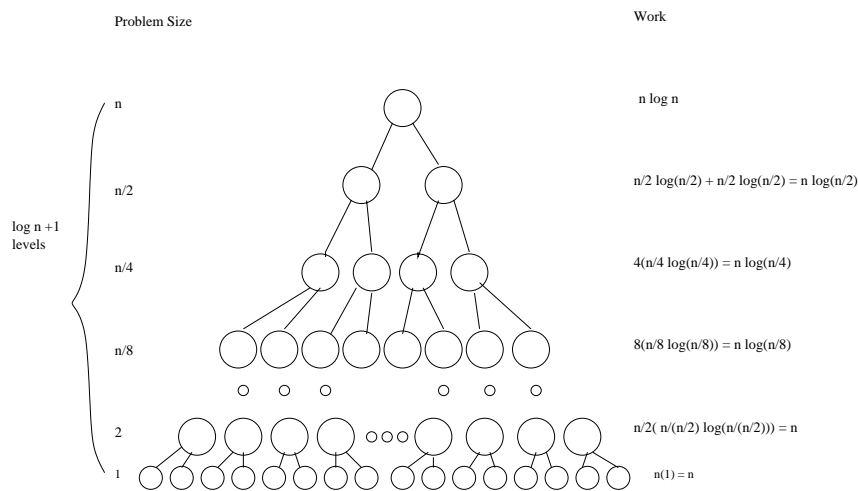 Problem Size
Work
n
n log n
n/2
n/2 log(n/2) + n/2 log(n/2) = n log(n/2)
log n +1
levels
n/4
4(n/4 log(n/4)) = n log(n/4)
n/8
8(n/8 log(n/8)) = n log(n/8)
2
n/2( n/(n/2) log(n/(n/2))) = n
1
n(1) = n